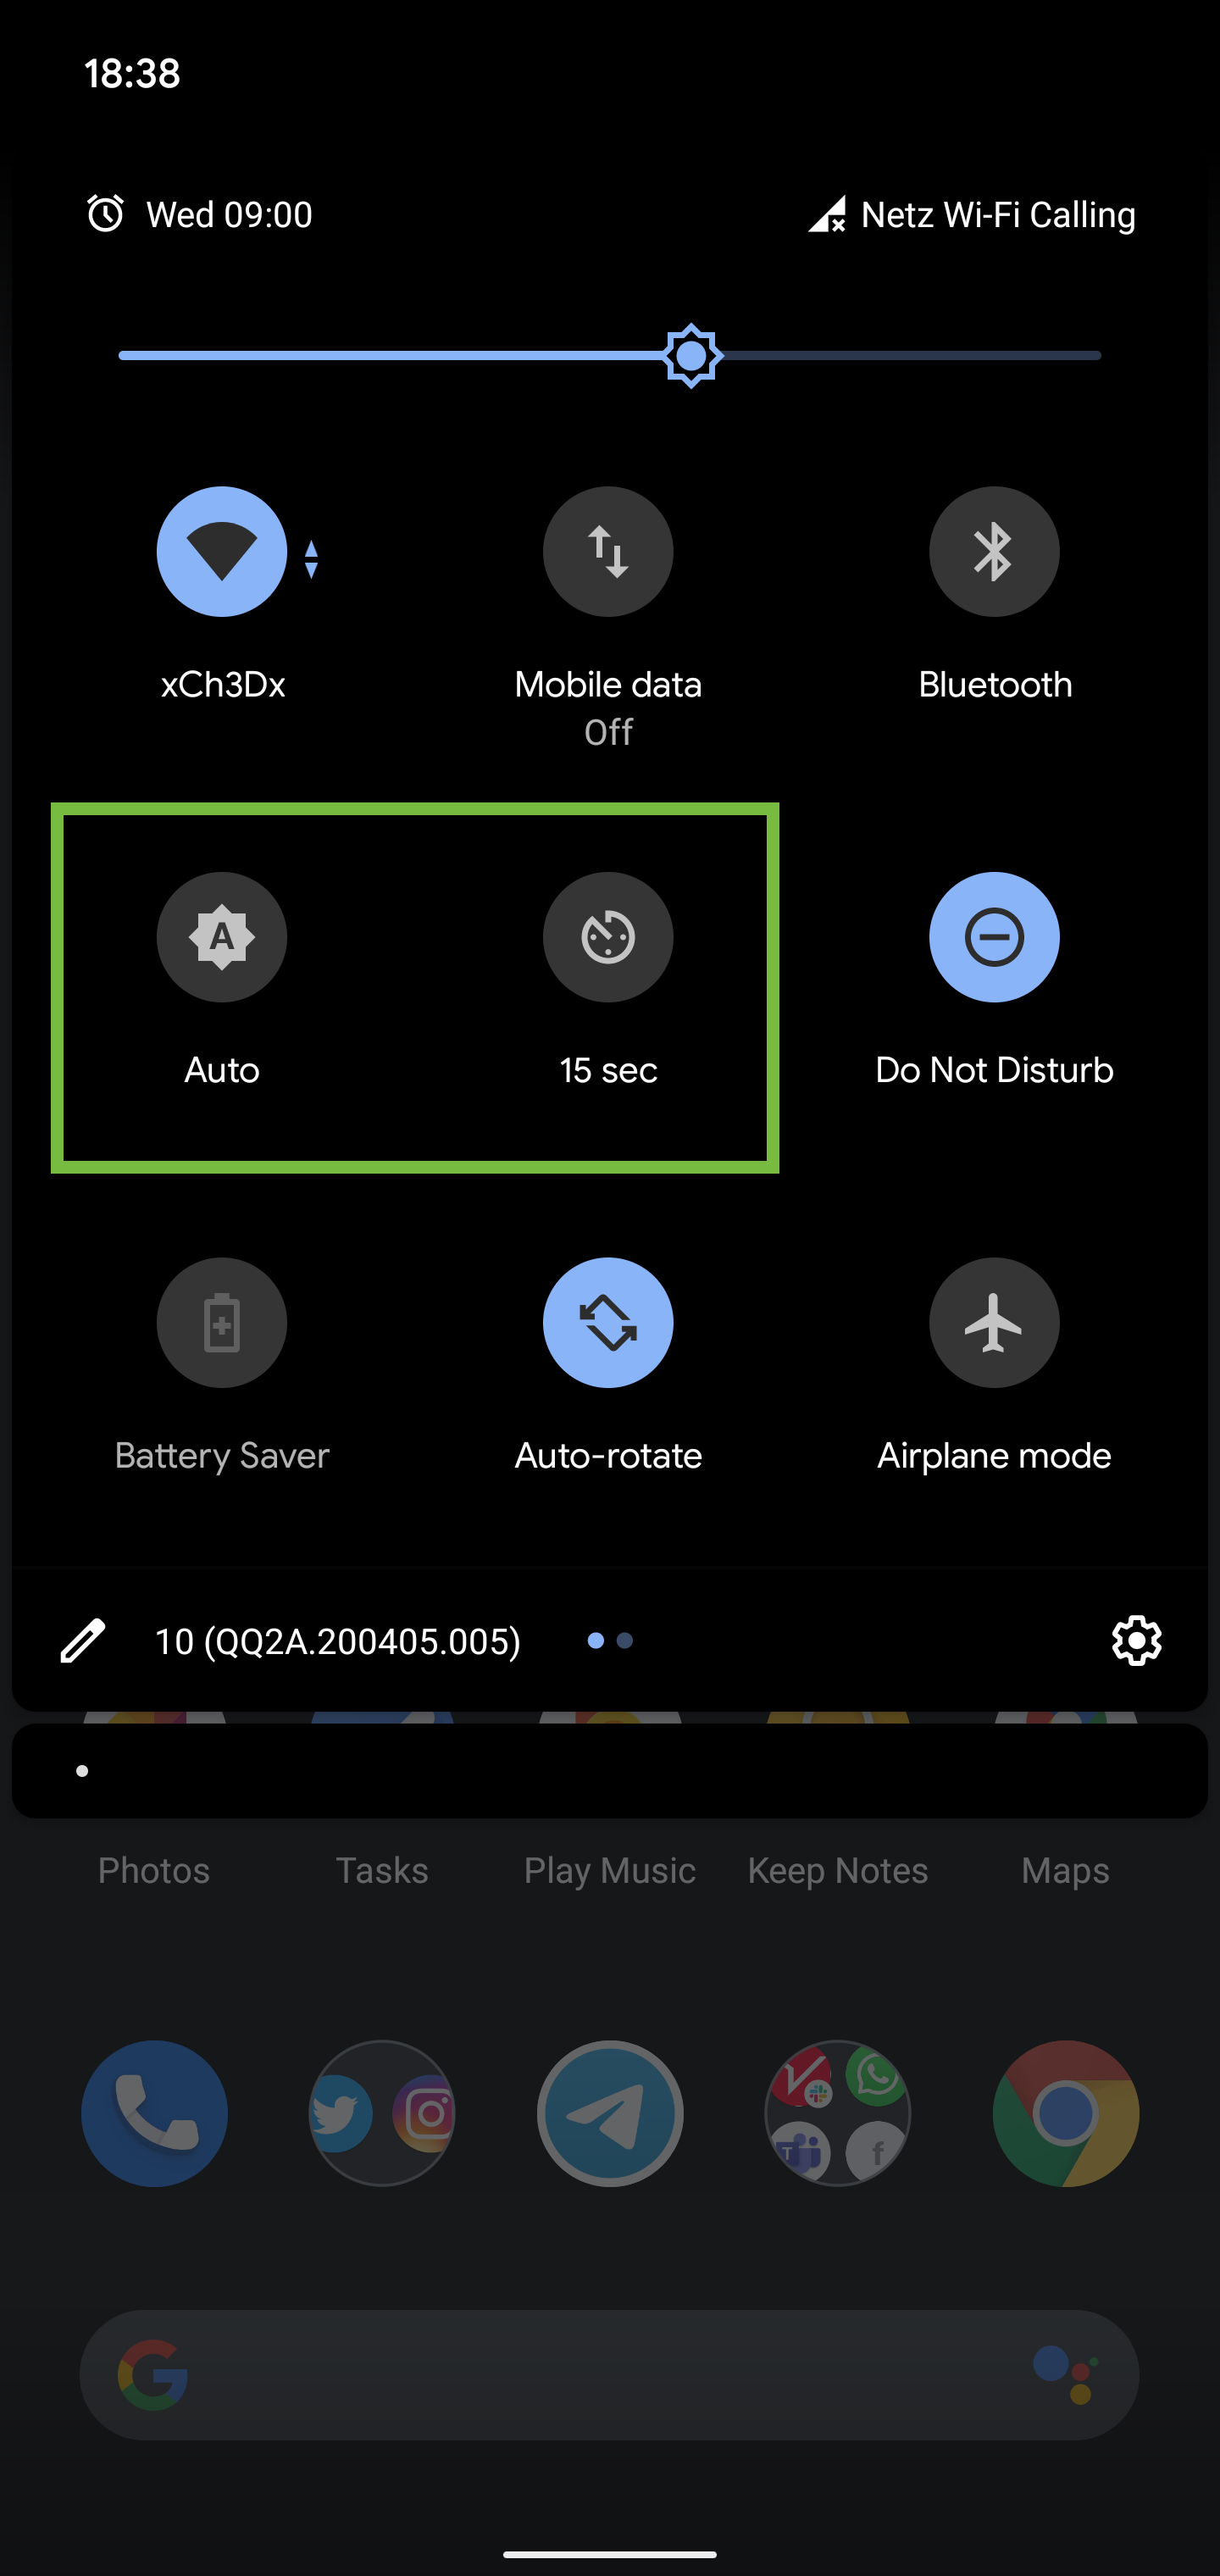 18:38
Wed 09:00
Netz Wi-Fi Calling
xCh3Dx
Mobile data
Off
Bluetooth
A
Auto
15 sec
Do Not Disturb
Battery Saver
Auto-rotate
Airplane mode
10 (QQ2A.200405.005)
Photos
Tasks
Play Music
Keep Notes
Maps